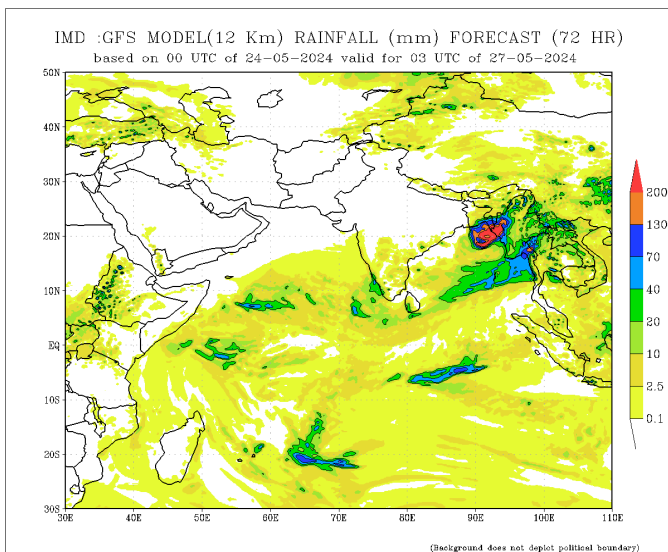 IMD :GFS MODEL(12 Km) RAINFALL (mm) FORECAST (72 HR)
based on 00 UTC of 24-05-2024 valid for 03 UTC of 27-05-2024
50N
40N
30N
20N
10N
EQ
10S
20S
30S
30E 40E 50E 60E 70E 80E 90E 100E 110E
200
130
70
40
20
10
2.5
0.1
(Background does not depict political boundary)